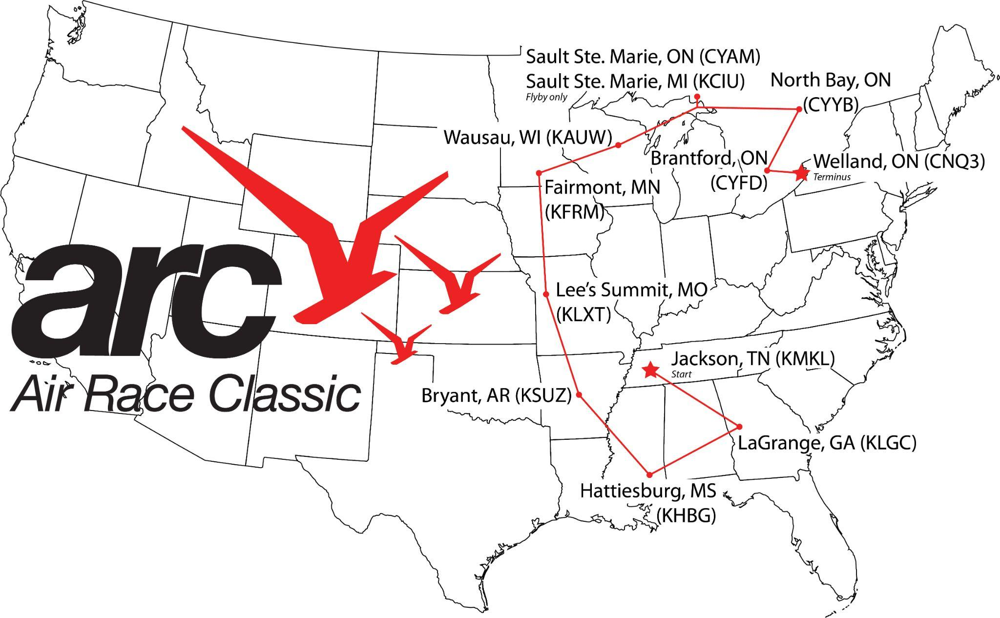 Sault Ste. Marie, ON (CYAM)
Sault Ste. Marie, MI (KCIU)
Flyby only
North Bay, ON
(CYYB)
Wausau, WI (KAUW)
Brantford, ON
(CYFD)
Welland, ON (CNQ3)
Terminus
Fairmont, MN
(KFRM)
arc
Air Race Classic
Lee's Summit, MO
(KLXT)
Jackson, TN (KMKL)
Start
Bryant, AR (KSUZ)
LaGrange, GA (KLGC)
Hattiesburg, MS
(KHBG)